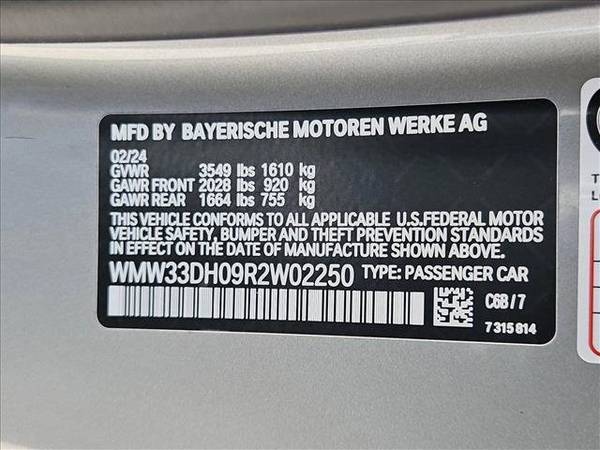 MFD BY BAYERISCHE MOTOREN WERKE AG
02/24
GVWR 3549 lbs 1610 kg
GAWR FRONT 2028 lbs 920 kg
GAWR REAR 1664 lbs 755 kg
THIS VEHICLE CONFORMS TO ALL APPLICABLE U.S.FEDERAL MOTOR
VEHICLE SAFETY, BUMPER AND THEFT PREVENTION STANDARDS
IN EFFECT ON THE DATE OF MANUFACTURE SHOWN ABOVE.
WMW33DH09R2W02250 TYPE: PASSENGER CAR
C6B / 7
7315814